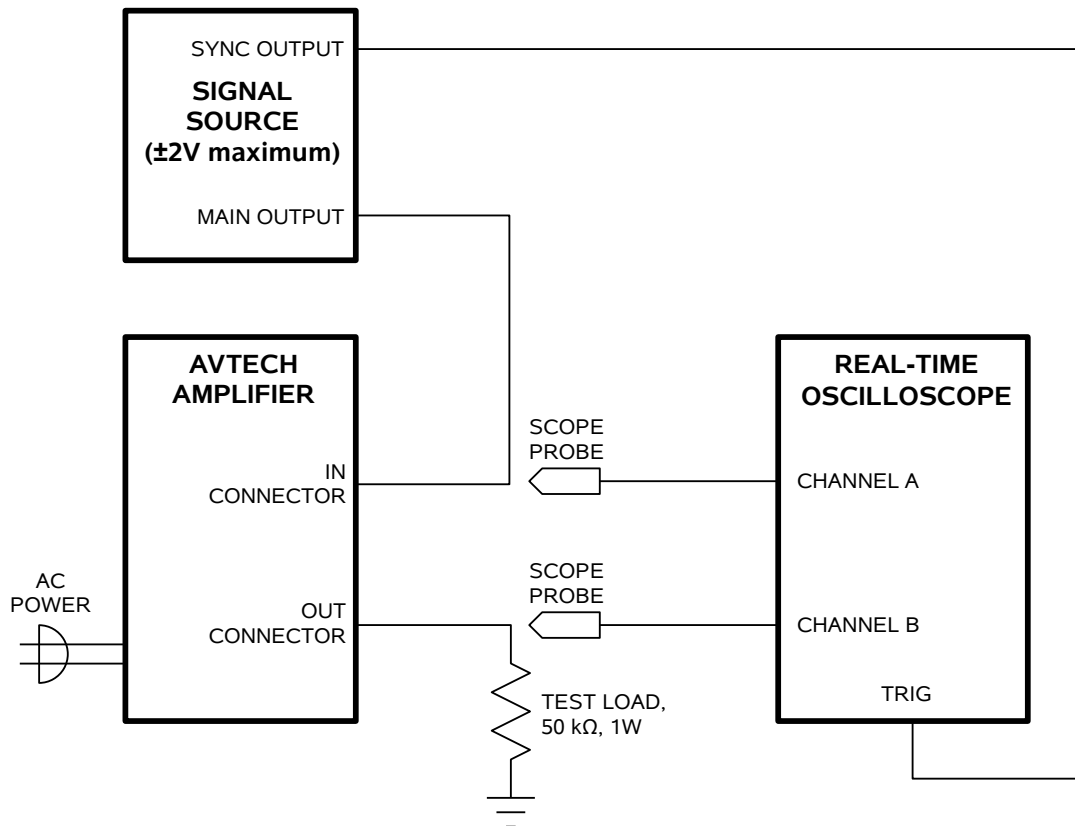 SYNC OUTPUT
SIGNAL
SOURCE
(±2V maximum)
MAIN OUTPUT
AVTECH
AMPLIFIER
IN
CONNECTOR
OUT
CONNECTOR
AC
POWER
SCOPE
PROBE
SCOPE
PROBE
TEST LOAD,
50 kΩ, 1W
REAL-TIME
OSCILLOSCOPE
CHANNEL A
CHANNEL B
TRIG